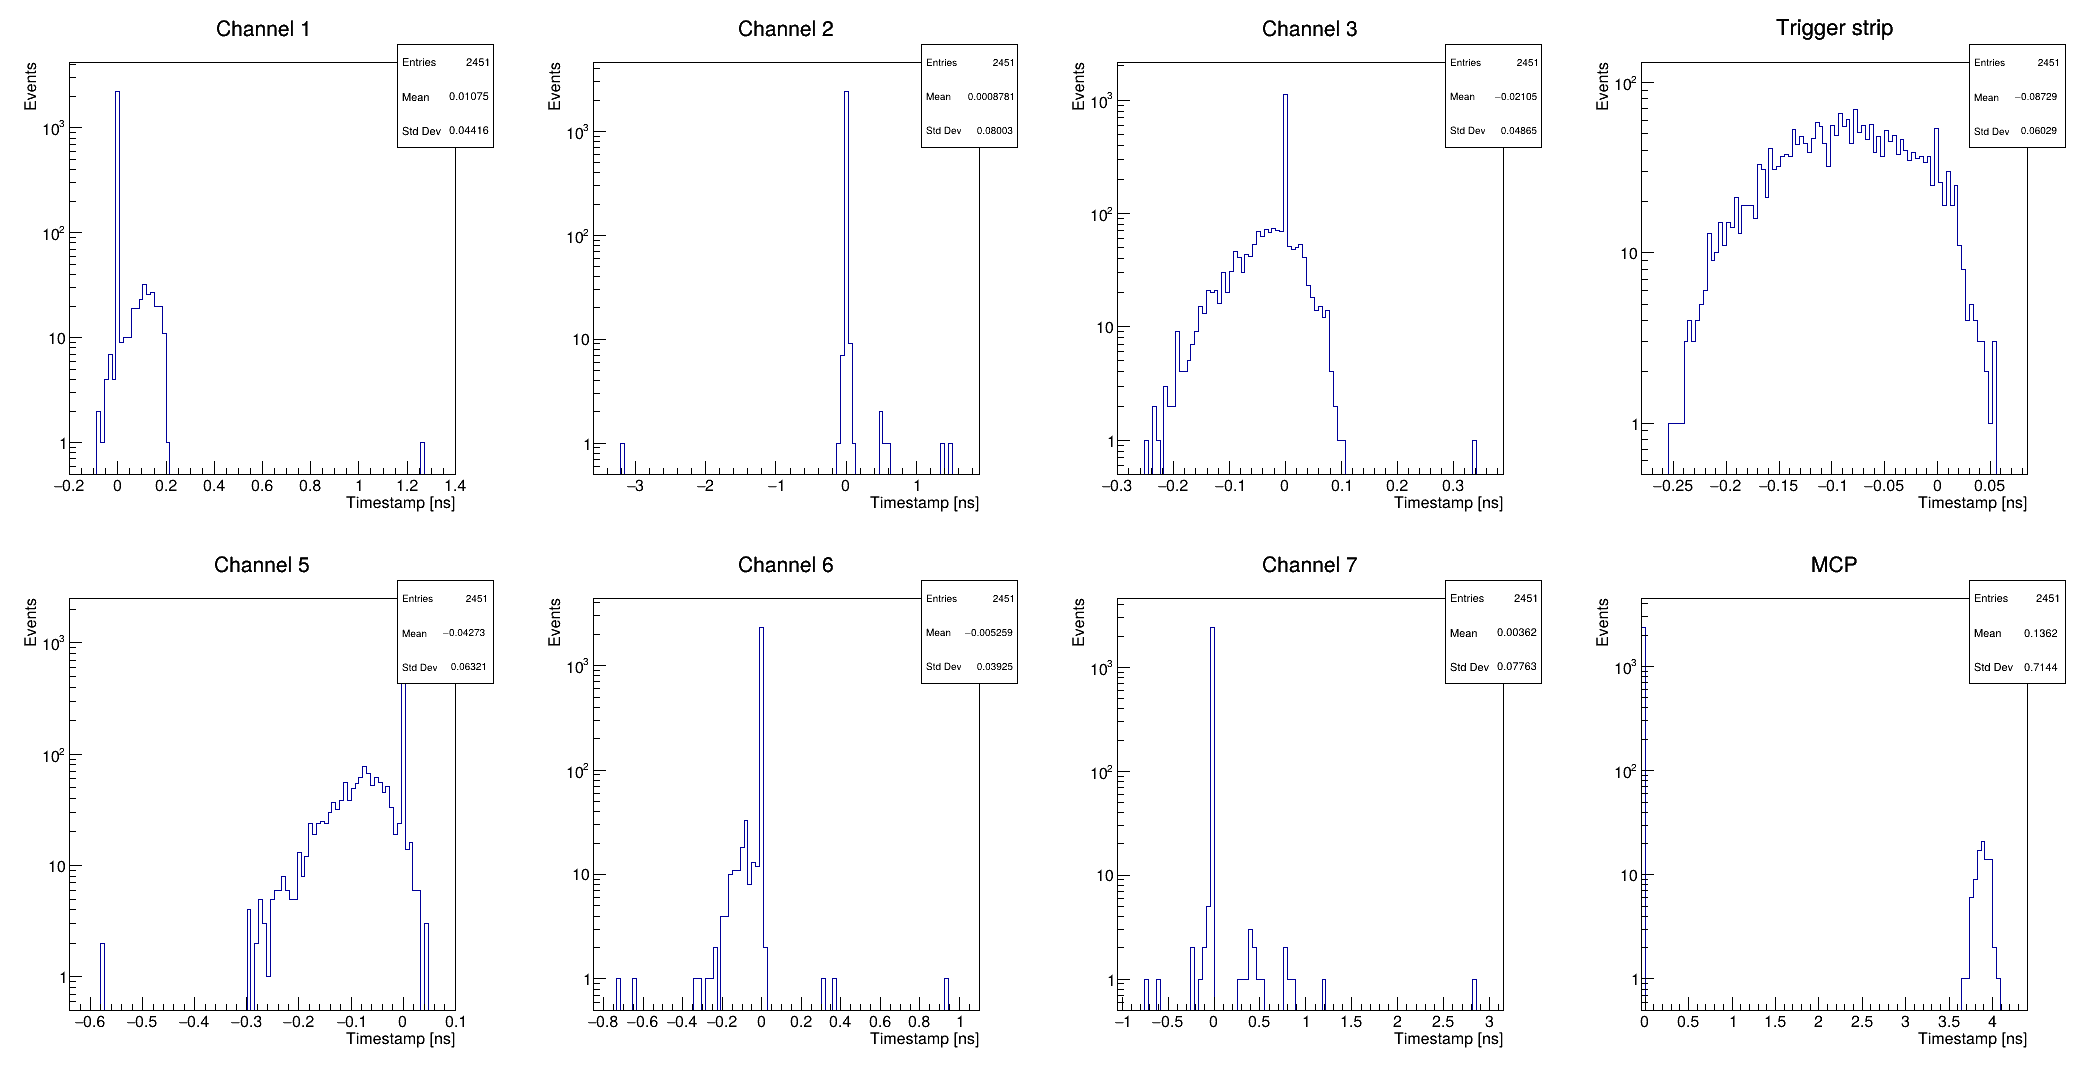 Channel 1
Events
Entries 2451
Mean 0.01075
Std Dev 0.04416
10³
10²
10
1
−0.2 0 0.2 0.4 0.6 0.8 1 1.2 1.4
Timestamp [ns]
Channel 2
Events
Entries 2451
Mean 0.0008781
Std Dev 0.08003
10³
10²
10
1
−3 −2 −1 0 1
Timestamp [ns]
Channel 3
Events
Entries 2451
Mean −0.02105
Std Dev 0.04865
10³
10²
10
1
−0.3 −0.2 −0.1 0 0.1 0.2 0.3
Timestamp [ns]
Trigger strip
Events
Entries 2451
Mean −0.08729
Std Dev 0.06029
10²
10
1
−0.25 −0.2 −0.15 −0.1 −0.05 0 0.05
Timestamp [ns]
Channel 5
Events
Entries 2451
Mean −0.04273
Std Dev 0.06321
10³
10²
10
1
−0.6 −0.5 −0.4 −0.3 −0.2 −0.1 0 0.1
Timestamp [ns]
Channel 6
Events
Entries 2451
Mean −0.005259
Std Dev 0.03925
10³
10²
10
1
−0.8 −0.6 −0.4 −0.2 0 0.2 0.4 0.6 0.8 1
Timestamp [ns]
Channel 7
Events
Entries 2451
Mean 0.00362
Std Dev 0.07763
10³
10²
10
1
−1 −0.5 0 0.5 1 1.5 2 2.5 3
Timestamp [ns]
MCP
Events
Entries 2451
Mean 0.1362
Std Dev 0.7144
10³
10²
10
1
0 0.5 1 1.5 2 2.5 3 3.5 4
Timestamp [ns]